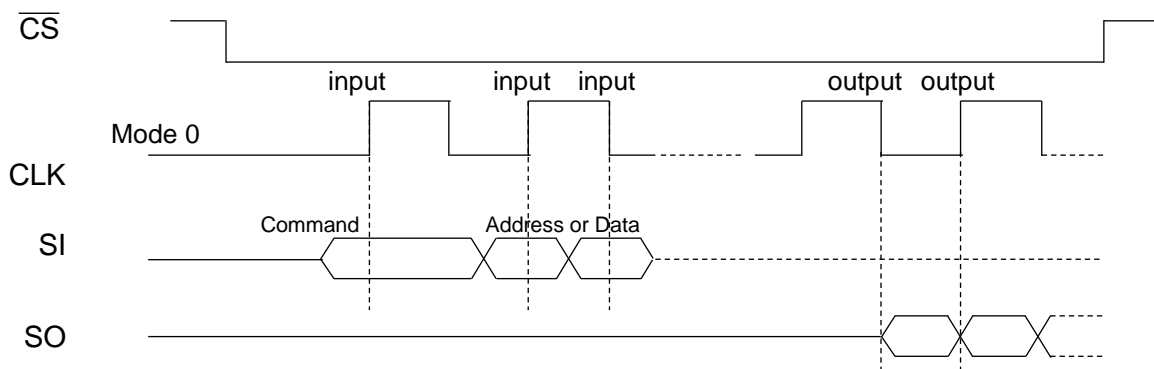 CS
input input input output output
Mode 0
CLK
Command Address or Data
SI
SO